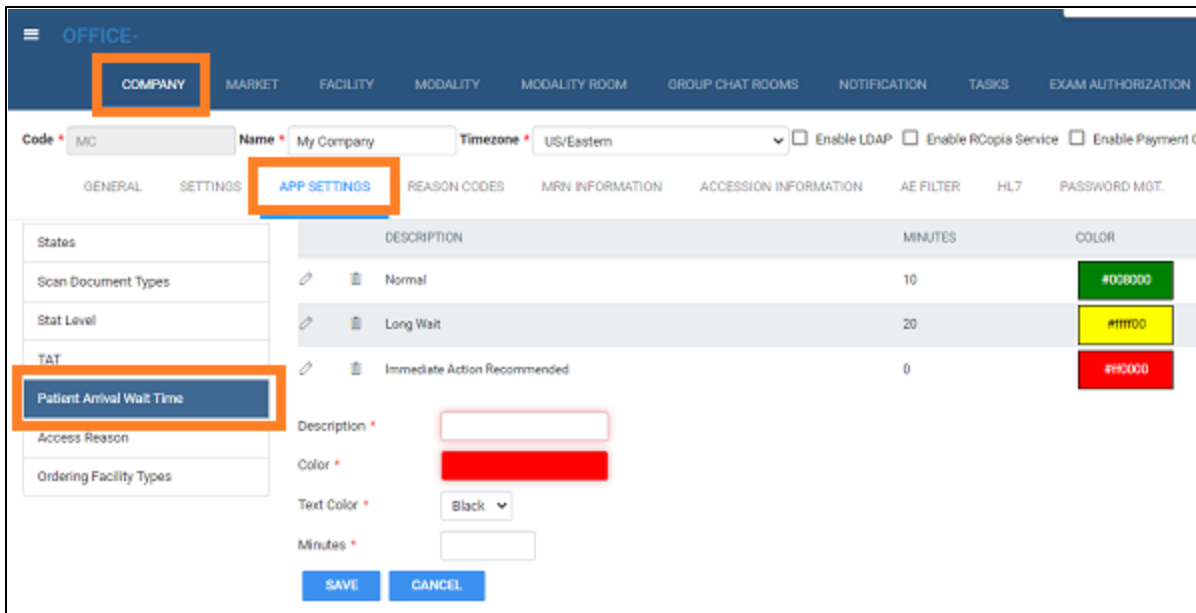 OFFICE-
COMPANY MARKET FACILITY MODALITY MODALITY ROOM GROUP CHAT ROOMS NOTIFICATION TASKS EXAM AUTHORIZATION
Code * MC Name * My Company Timezone * US/Eastern Enable LDAP Enable RCopia Service Enable Payment
GENERAL SETTINGS APP SETTINGS REASON CODES MRN INFORMATION ACCESSION INFORMATION AE FILTER HL7 PASSWORD MGT.
States
Scan Document Types
Stat Level
TAT
Patient Arrival Wait Time
Access Reason
Ordering Facility Types
DESCRIPTION MINUTES COLOR
Normal 10 #008000
Long Wait 20 #ffff00
Immediate Action Recommended 0 #ff0000
Description *
Color *
Text Color * Black
Minutes *
SAVE CANCEL